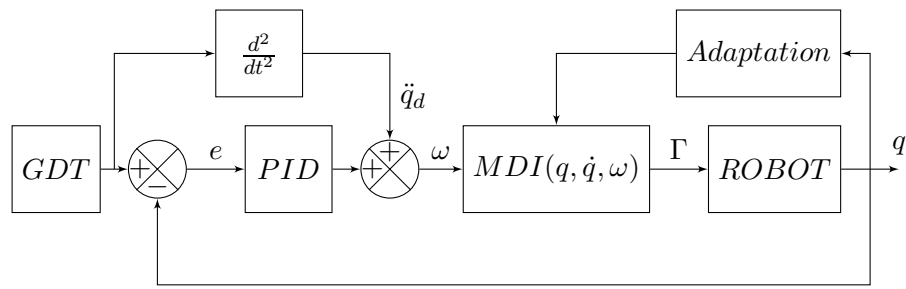 d²/dt²
Adaptation
q̈_d
GDT
+
−
e
PID
+
+
ω
MDI(q, q̇, ω)
Γ
ROBOT
q